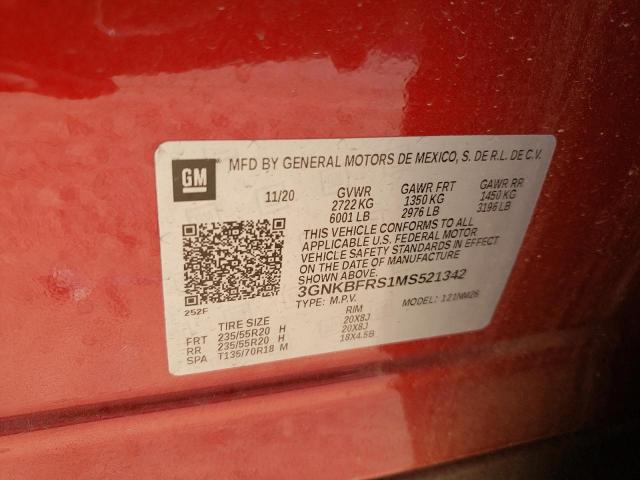 GM
MFD BY GENERAL MOTORS DE MEXICO, S. DE R.L. DE C.V.
11/20 GVWR GAWR FRT GAWR RR
2722 KG 1350 KG 1450 KG
6001 LB 2976 LB 3196 LB
THIS VEHICLE CONFORMS TO ALL
APPLICABLE U.S. FEDERAL MOTOR
VEHICLE SAFETY STANDARDS IN EFFECT
ON THE DATE OF MANUFACTURE
SHOWN ABOVE.
3GNKBFRS1MS521342
252F TYPE: M.P.V. MODEL: 121NM26
TIRE SIZE RIM
FRT 235/55R20 H 20X8J
RR 235/55R20 H 20X8J
SPA T135/70R18 M 18X4.5B